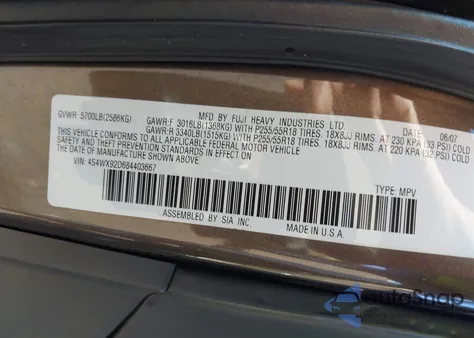 MFD. BY FUJI HEAVY INDUSTRIES LTD. DATE: 06/07
GVWR: 5700LB(2586KG) GAWR:F 3016LB(1368KG) WITH P255/55R18 TIRES, 18X8JJ RIMS, AT 230 KPA (33 PSI) COLD
GAWR:R 3340LB(1515KG) WITH P255/55R18 TIRES, 18X8JJ RIMS, AT 220 KPA (32 PSI) COLD
THIS VEHICLE CONFORMS TO ALL APPLICABLE FEDERAL MOTOR VEHICLE
SAFETY AND THEFT PREVENTION STANDARDS IN EFFECT ON THE
DATE OF MANUFACTURE SHOWN ABOVE.
VIN: 4S4WX92D684403667 TYPE: MPV
ASSEMBLED BY SIA INC. MADE IN U.S.A.
autoSnap